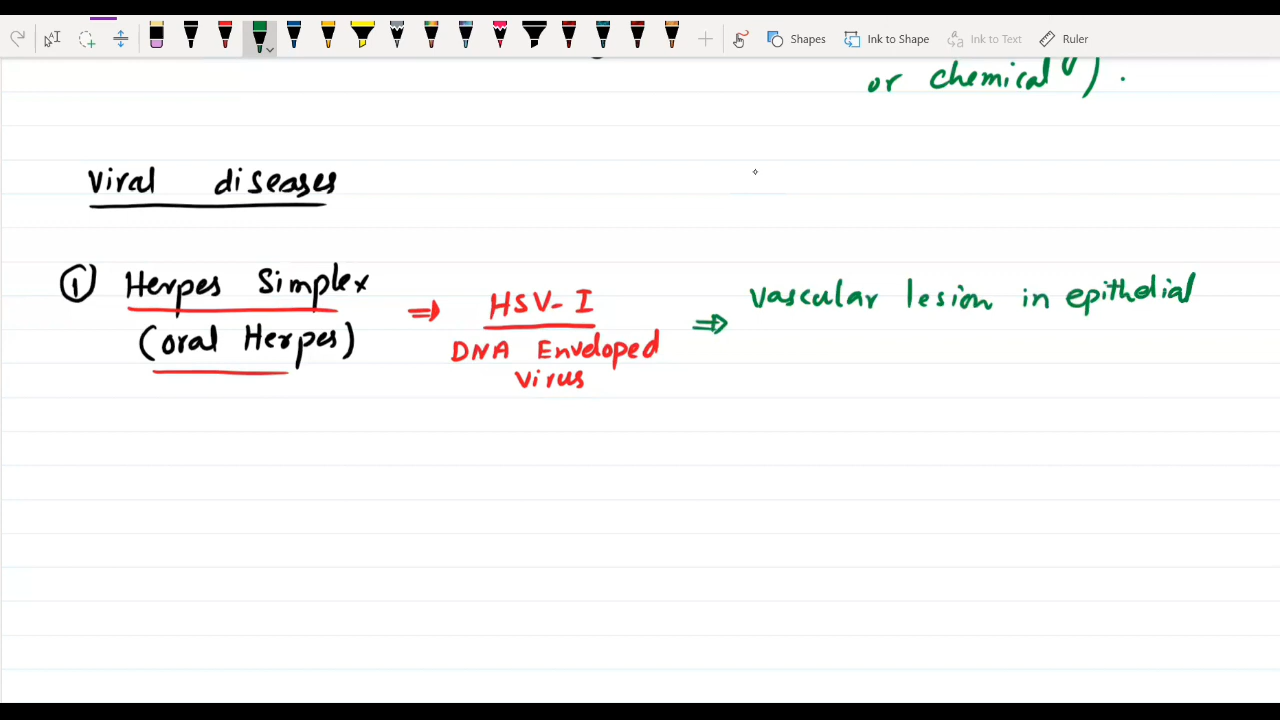 Shapes Ink to Shape Ink to Text Ruler
or chemical).
Viral diseases
① Herpes Simplex
(oral Herpes)
⇒ HSV-I
DNA Enveloped
Virus
⇒ vascular lesion in epithelial